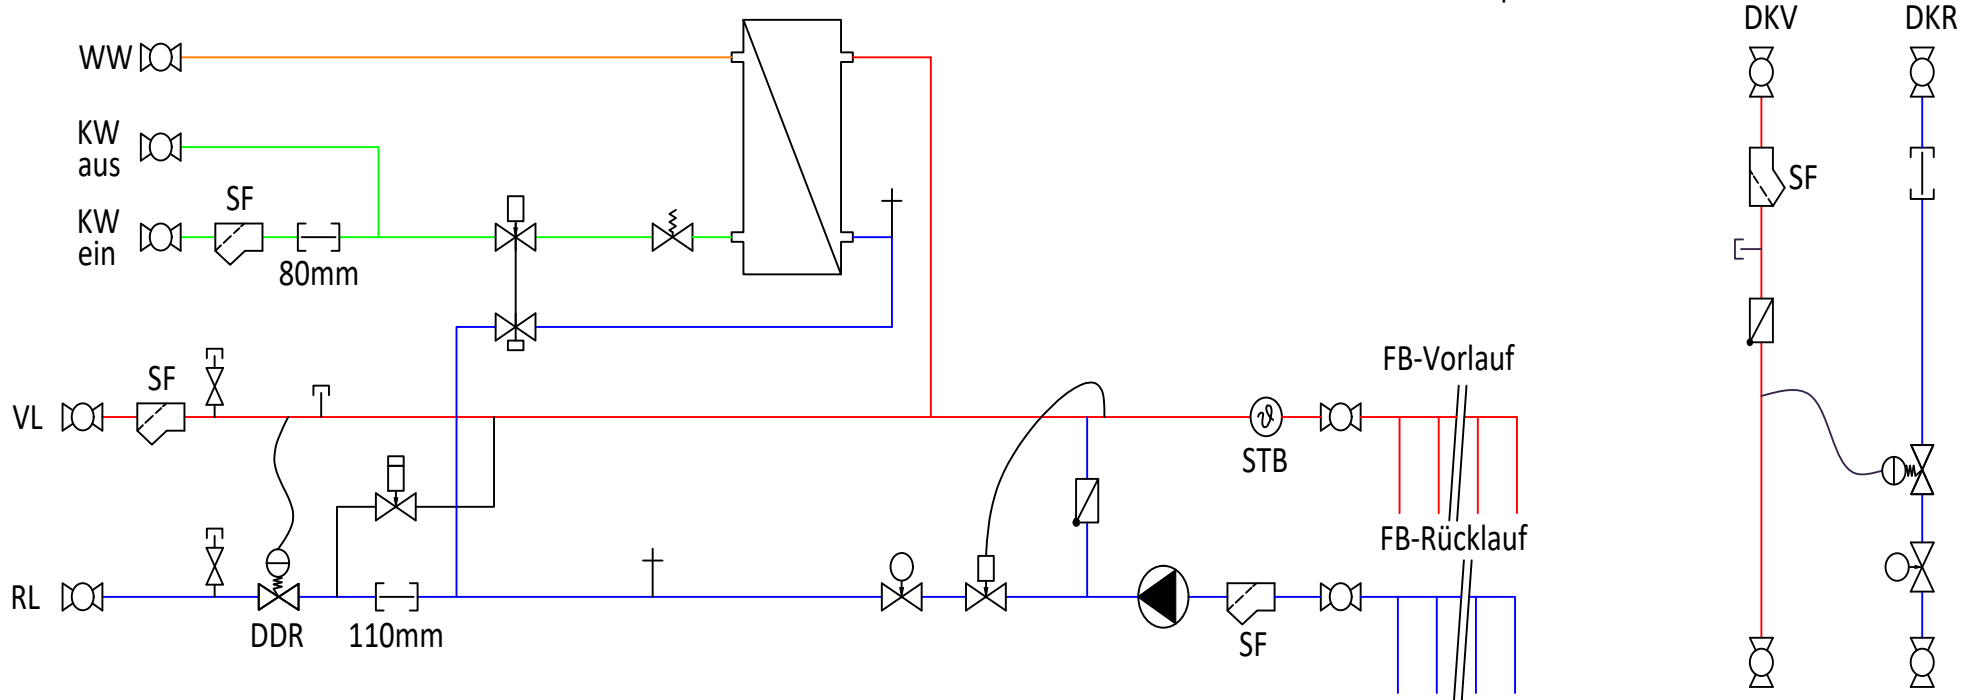 DKV
DKR
WW
KW
aus
SF
SF
KW
ein
80mm
FB-Vorlauf
SF
VL
STB
FB-Rücklauf
RL
DDR
110mm
SF